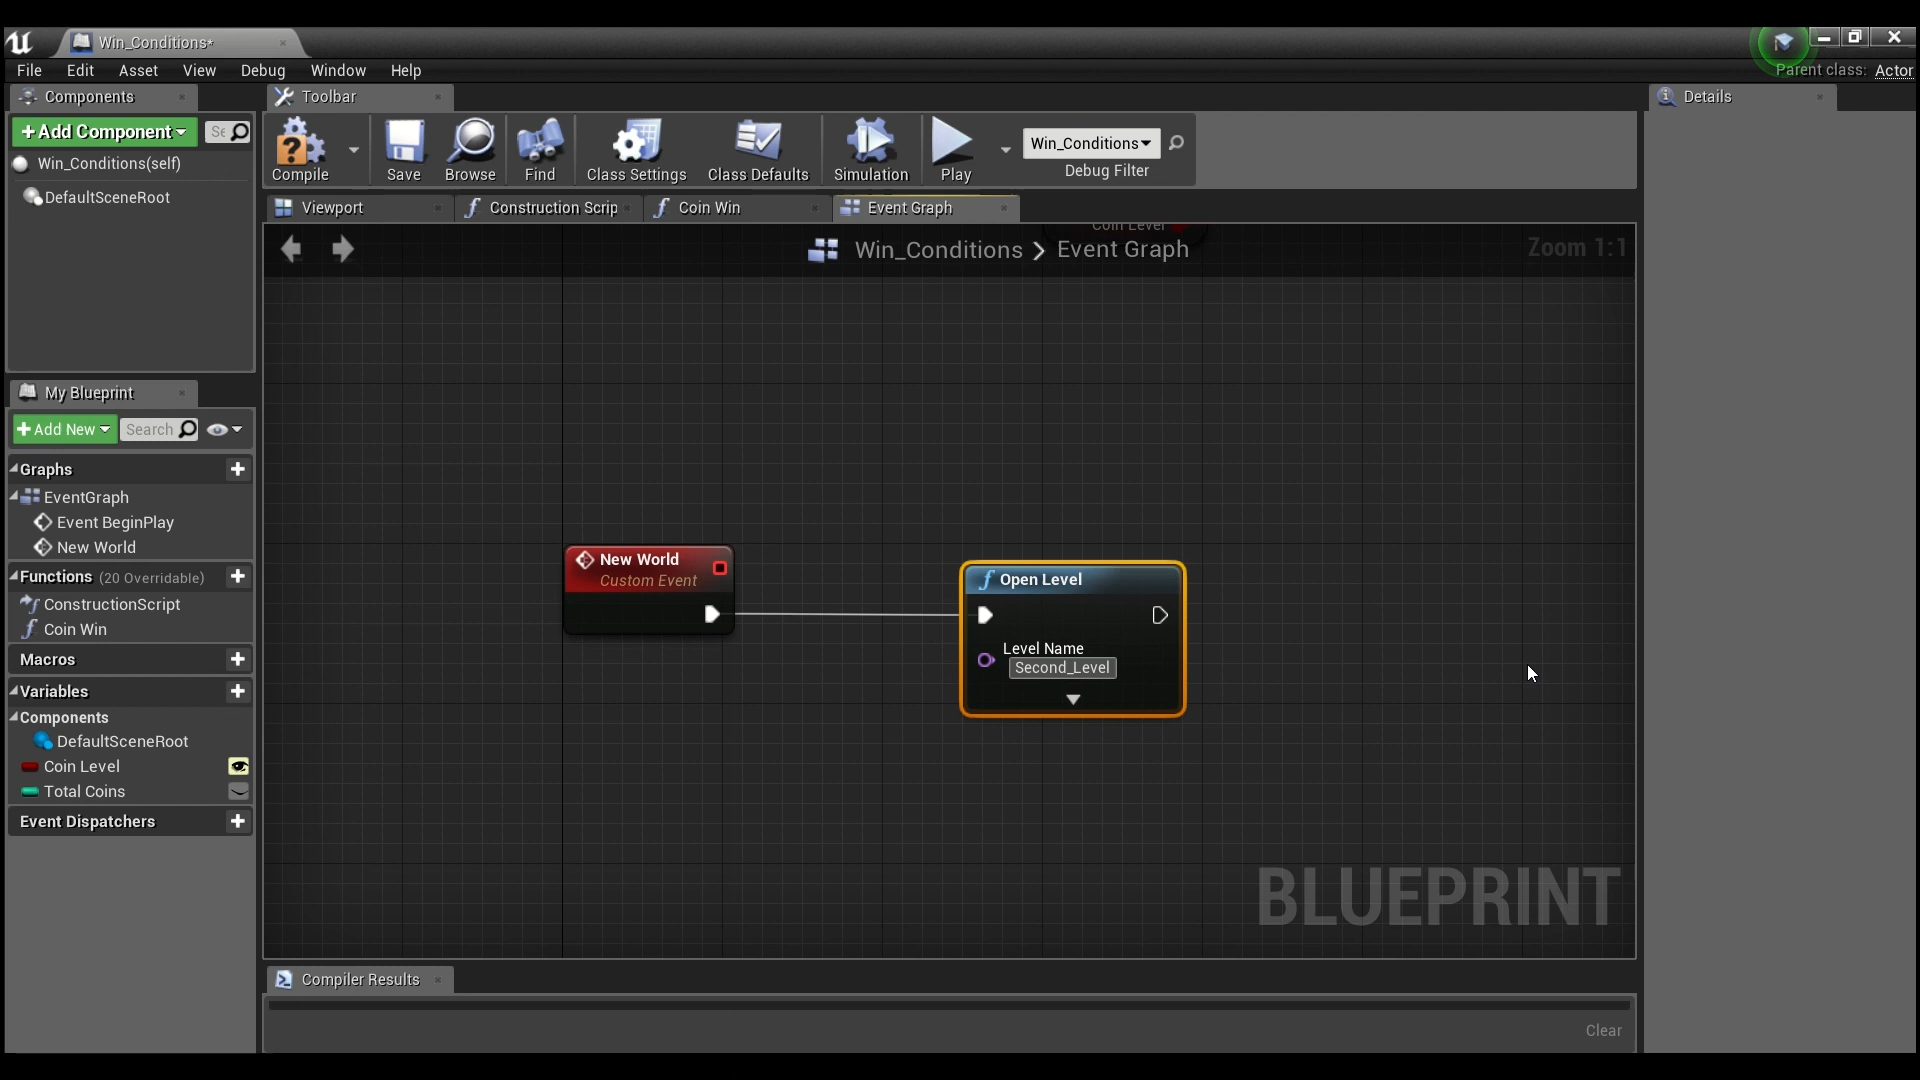 Win_Conditions*
File Edit Asset View Debug Window Help
Parent class: Actor
Components
Toolbar
Details
+Add Component
Se
Win_Conditions(self)
DefaultSceneRoot
Compile
Save
Browse
Find
Class Settings
Class Defaults
Simulation
Play
Win_Conditions
Debug Filter
Viewport
Construction Scrip
Coin Win
Event Graph
Coin Level
Win_Conditions > Event Graph
Zoom 1:1
My Blueprint
+Add New
Search
Graphs
EventGraph
Event BeginPlay
New World
Functions (20 Overridable)
ConstructionScript
Coin Win
Macros
Variables
Components
DefaultSceneRoot
Coin Level
Total Coins
Event Dispatchers
New World
Custom Event
Open Level
Level Name
Second_Level
BLUEPRINT
Compiler Results
Clear